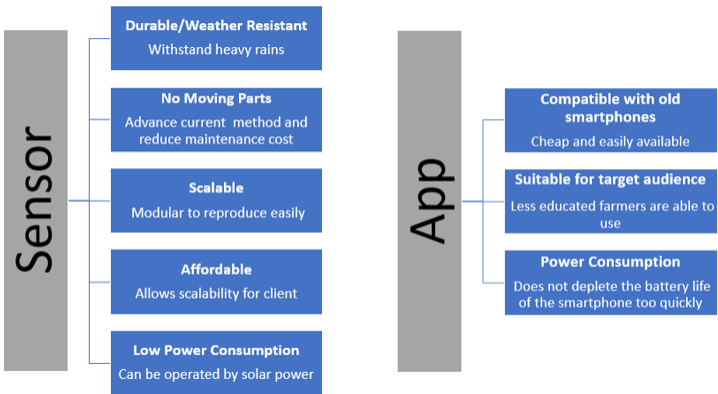 Sensor
Durable/Weather Resistant
Withstand heavy rains
No Moving Parts
Advance current method and
reduce maintenance cost
Scalable
Modular to reproduce easily
Affordable
Allows scalability for client
Low Power Consumption
Can be operated by solar power
App
Compatible with old
smartphones
Cheap and easily available
Suitable for target audience
Less educated farmers are able to
use
Power Consumption
Does not deplete the battery life
of the smartphone too quickly